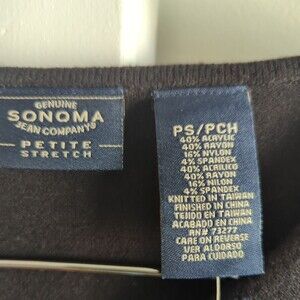 GENUINE
SONOMA
JEAN COMPANY
PETITE
STRETCH
PS/PCH
40% ACRYLIC
40% RAYON
16% NYLON
4% SPANDEX
40% ACRILICO
40% RAYON
16% NILON
4% SPANDEX
KNITTED IN TAIWAN
FINISHED IN CHINA
TEJIDO EN TAIWAN
ACABADO EN CHINA
RN# 73277
CARE ON REVERSE
VER ALDORSO
PARA CUIDADO